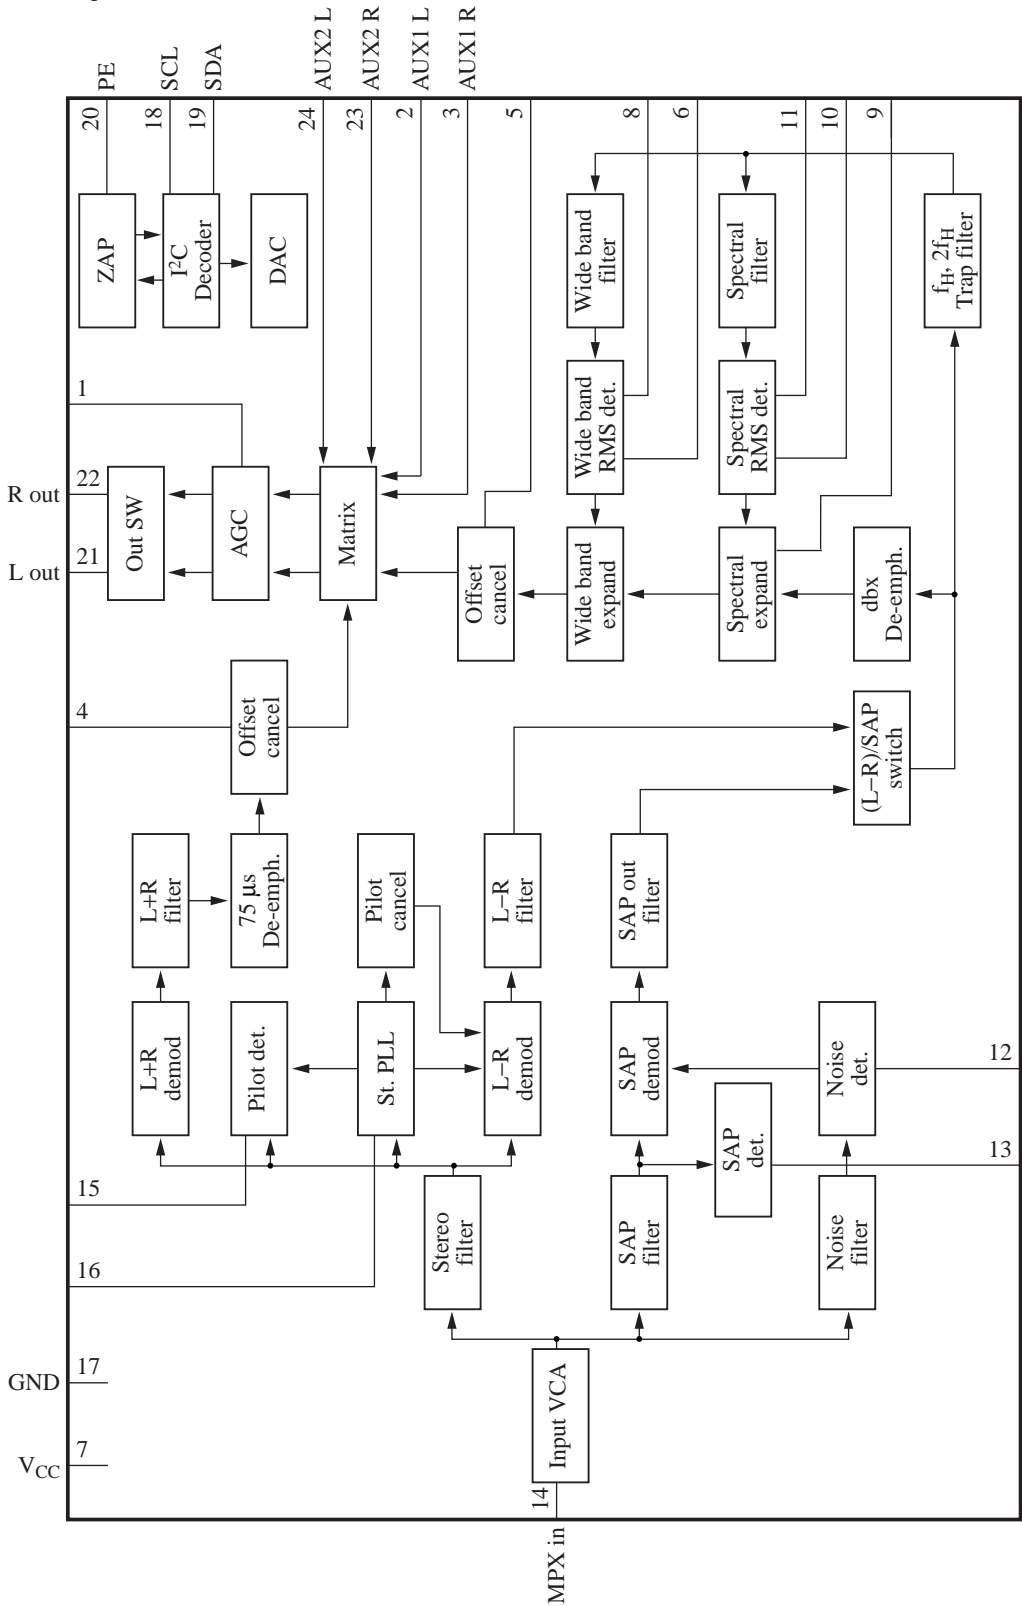 PE
SCL
SDA
AUX2 L
AUX2 R
AUX1 L
AUX1 R
20
18
19
24
23
2
3
5
8
6
11
10
9
ZAP
I²C
Decoder
DAC
Wide band
filter
Spectral
filter
fH, 2fH
Trap filter
1
R out
22
L out
21
Out SW
AGC
Matrix
Wide band
RMS det.
Spectral
RMS det.
Offset
cancel
Wide band
expand
Spectral
expand
dbx
De-emph.
4
Offset
cancel
(L−R)/SAP
switch
L+R
filter
75 μs
De-emph.
Pilot
cancel
L−R
filter
SAP out
filter
L+R
demod
Pilot det.
St. PLL
L−R
demod
SAP
demod
SAP
det.
Noise
det.
12
13
15
16
Stereo
filter
SAP
filter
Noise
filter
GND
17
VCC
7
Input VCA
14
MPX in